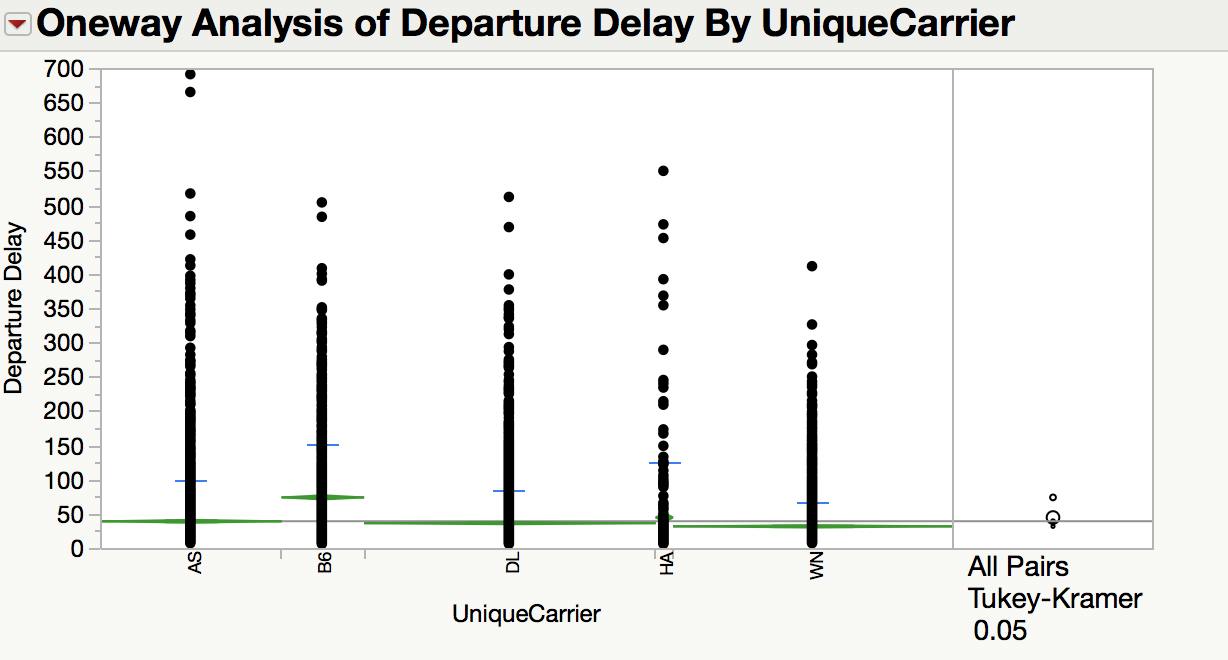 Oneway Analysis of Departure Delay By UniqueCarrier
700
650
600
550
500
450
400
350
300
250
200
150
100
50
0
Departure Delay
AS
B6
DL
HA
WN
UniqueCarrier
All Pairs
Tukey-Kramer
0.05